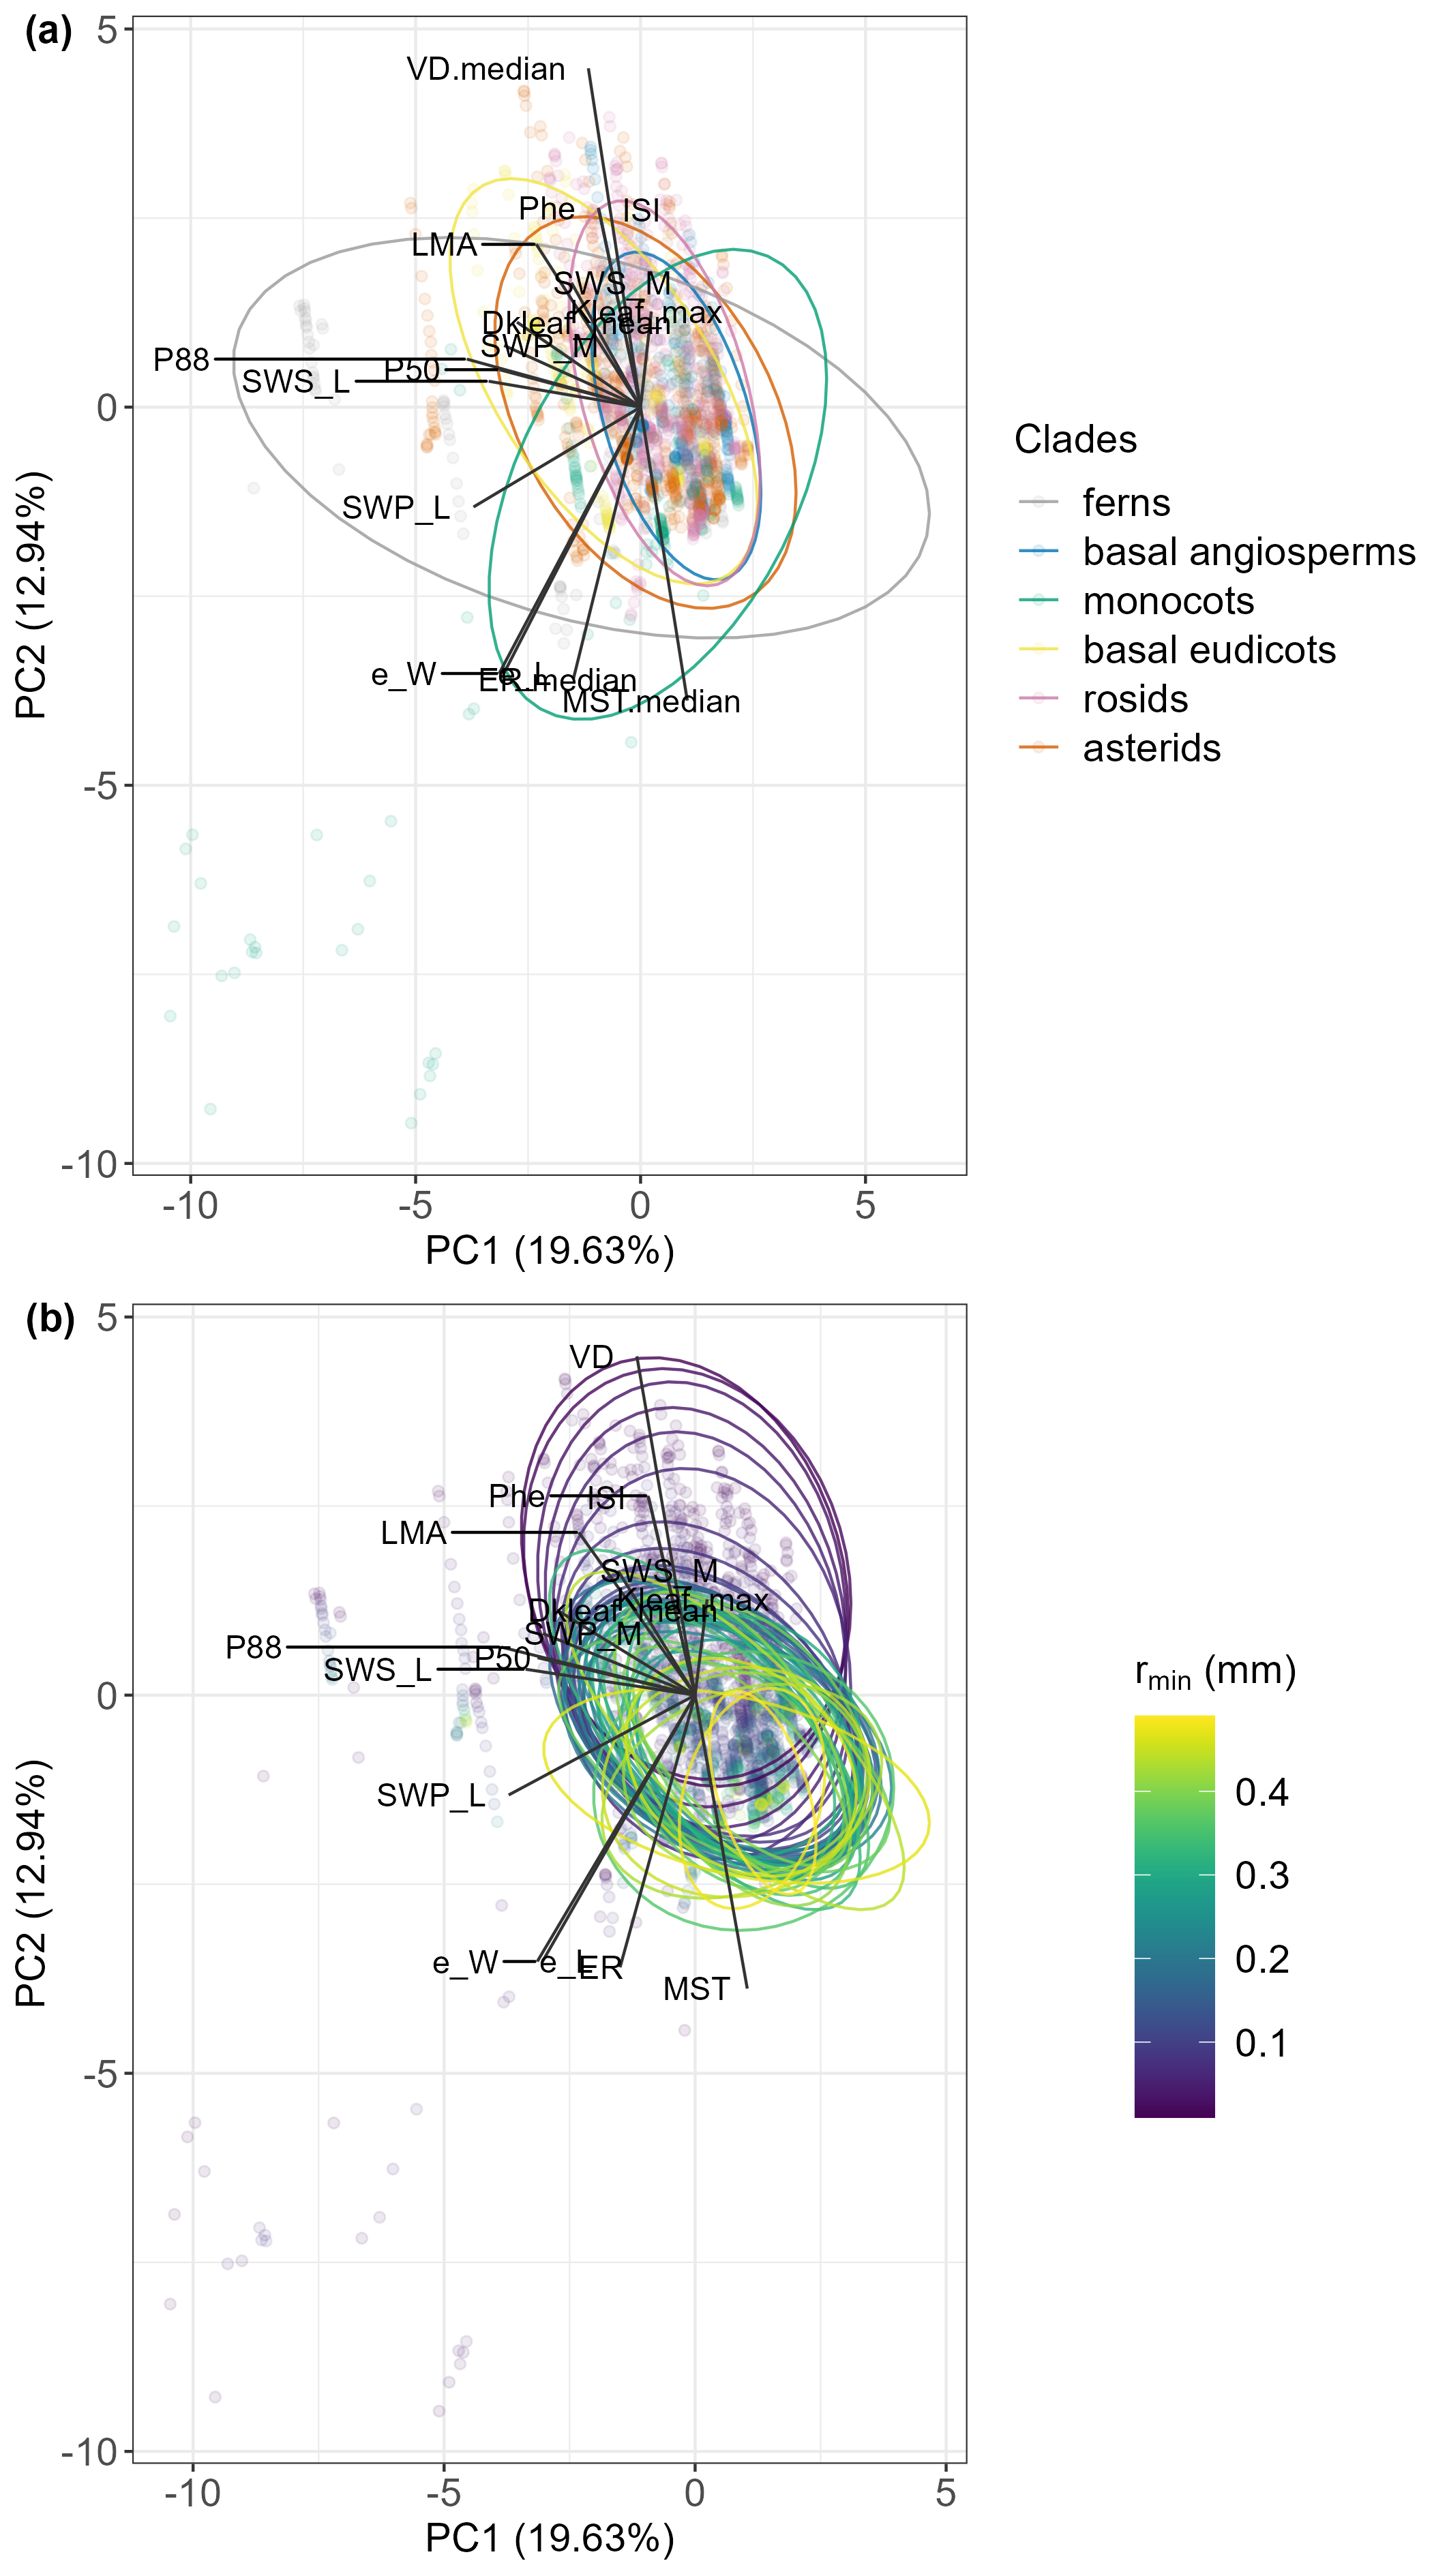 (a)
5
0
-5
-10
PC2 (12.94%)
VD.median
Phe
ISI
LMA
SWS_M
Kleaf_max
Dkleaf_mean
SWP_M
P88
P50
SWS_L
SWP_L
e_W
e_L
ER.median
MST.median
-10
-5
0
5
PC1 (19.63%)
Clades
ferns
basal angiosperms
monocots
basal eudicots
rosids
asterids
(b)
5
0
-5
-10
PC2 (12.94%)
VD
Phe
ISI
LMA
SWS_M
Kleaf_max
Dkleaf_mean
SWP_M
P88
P50
SWS_L
SWP_L
e_W
e_L
ER
MST
-10
-5
0
5
PC1 (19.63%)
rmin (mm)
0.4
0.3
0.2
0.1